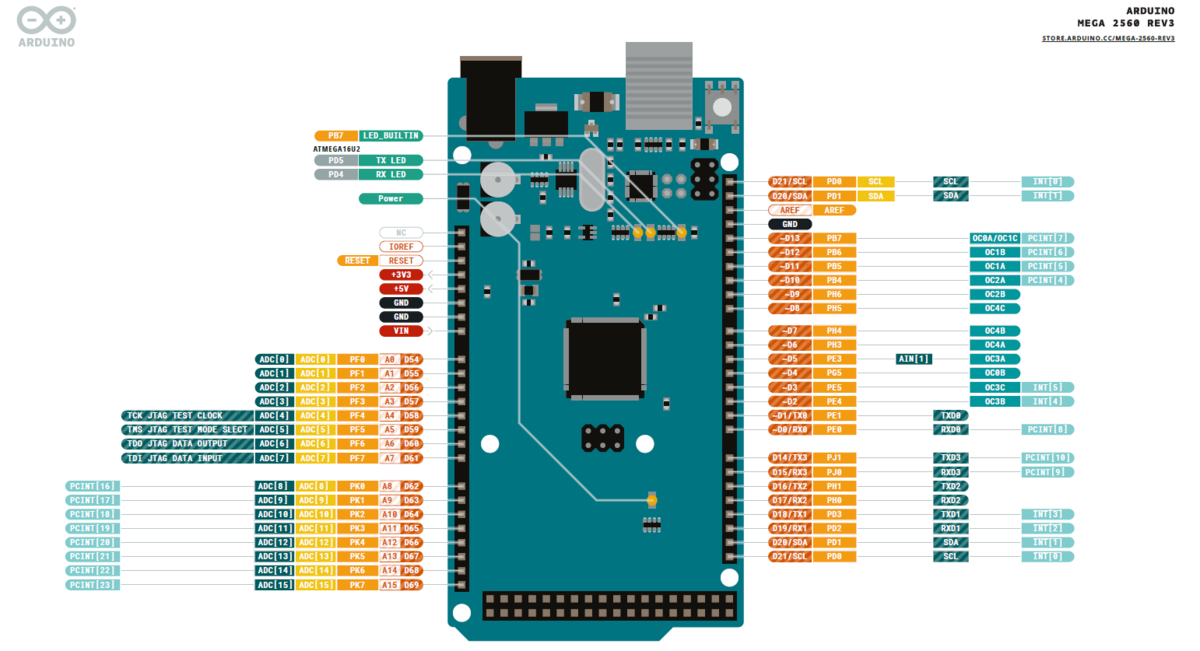 ARDUINO
ARDUINO
MEGA 2560 REV3
STORE.ARDUINO.CC/MEGA-2560-REV3
PB7 LED_BUILTIN
ATMEGA16U2
PD5 TX LED
PD4 RX LED
Power
NC
IOREF
RESET RESET
+3V3
+5V
GND
GND
VIN
ADC[0] ADC[0] PF0 A0 D54
ADC[1] ADC[1] PF1 A1 D55
ADC[2] ADC[2] PF2 A2 D56
ADC[3] ADC[3] PF3 A3 D57
TCK JTAG TEST CLOCK ADC[4] ADC[4] PF4 A4 D58
TMS JTAG TEST MODE SLECT ADC[5] ADC[5] PF5 A5 D59
TDO JTAG DATA OUTPUT ADC[6] ADC[6] PF6 A6 D60
TDI JTAG DATA INPUT ADC[7] ADC[7] PF7 A7 D61
PCINT[16] ADC[8] ADC[8] PK0 A8 D62
PCINT[17] ADC[9] ADC[9] PK1 A9 D63
PCINT[18] ADC[10] ADC[10] PK2 A10 D64
PCINT[19] ADC[11] ADC[11] PK3 A11 D65
PCINT[20] ADC[12] ADC[12] PK4 A12 D66
PCINT[21] ADC[13] ADC[13] PK5 A13 D67
PCINT[22] ADC[14] ADC[14] PK6 A14 D68
PCINT[23] ADC[15] ADC[15] PK7 A15 D69
D21/SCL PD0 SCL SCL INT[0]
D20/SDA PD1 SDA SDA INT[1]
AREF AREF
GND
~D13 PB7 OC0A/OC1C PCINT[7]
~D12 PB6 OC1B PCINT[6]
~D11 PB5 OC1A PCINT[5]
~D10 PB4 OC2A PCINT[4]
~D9 PH6 OC2B
~D8 PH5 OC4C
~D7 PH4 OC4B
~D6 PH3 OC4A
~D5 PE3 AIN[1] OC3A
~D4 PG5 OC0B
~D3 PE5 OC3C INT[5]
~D2 PE4 OC3B INT[4]
~D1/TX0 PE1 TXD0
~D0/RX0 PE0 RXD0 PCINT[8]
D14/TX3 PJ1 TXD3 PCINT[10]
D15/RX3 PJ0 RXD3 PCINT[9]
D16/TX2 PH1 TXD2
D17/RX2 PH0 RXD2
D18/TX1 PD3 TXD1 INT[3]
D19/RX1 PD2 RXD1 INT[2]
D20/SDA PD1 SDA INT[1]
D21/SCL PD0 SCL INT[0]